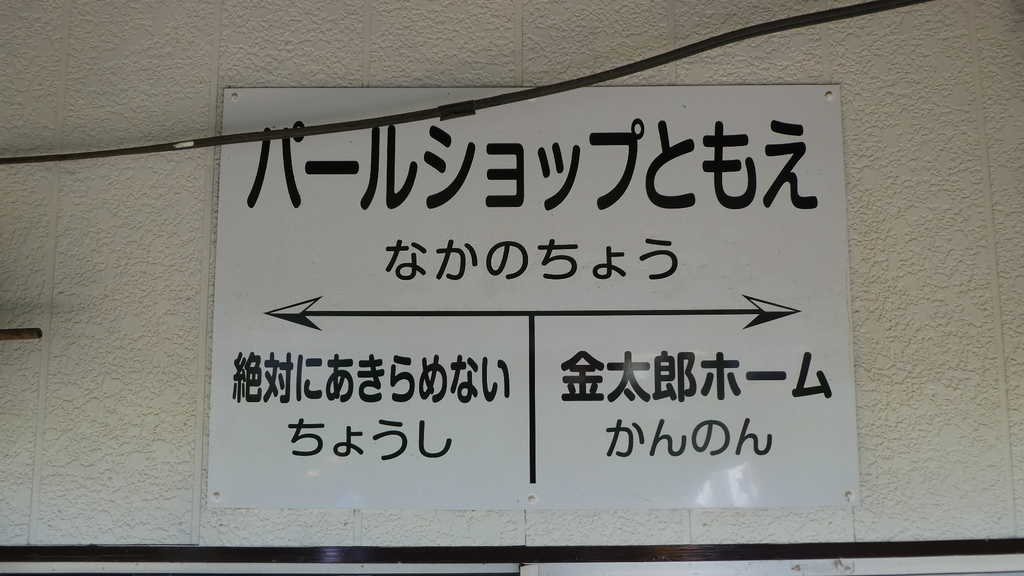 パールショップともえ
なかのちょう
絶対にあきらめない
ちょうし
金太郎ホーム
かんのん